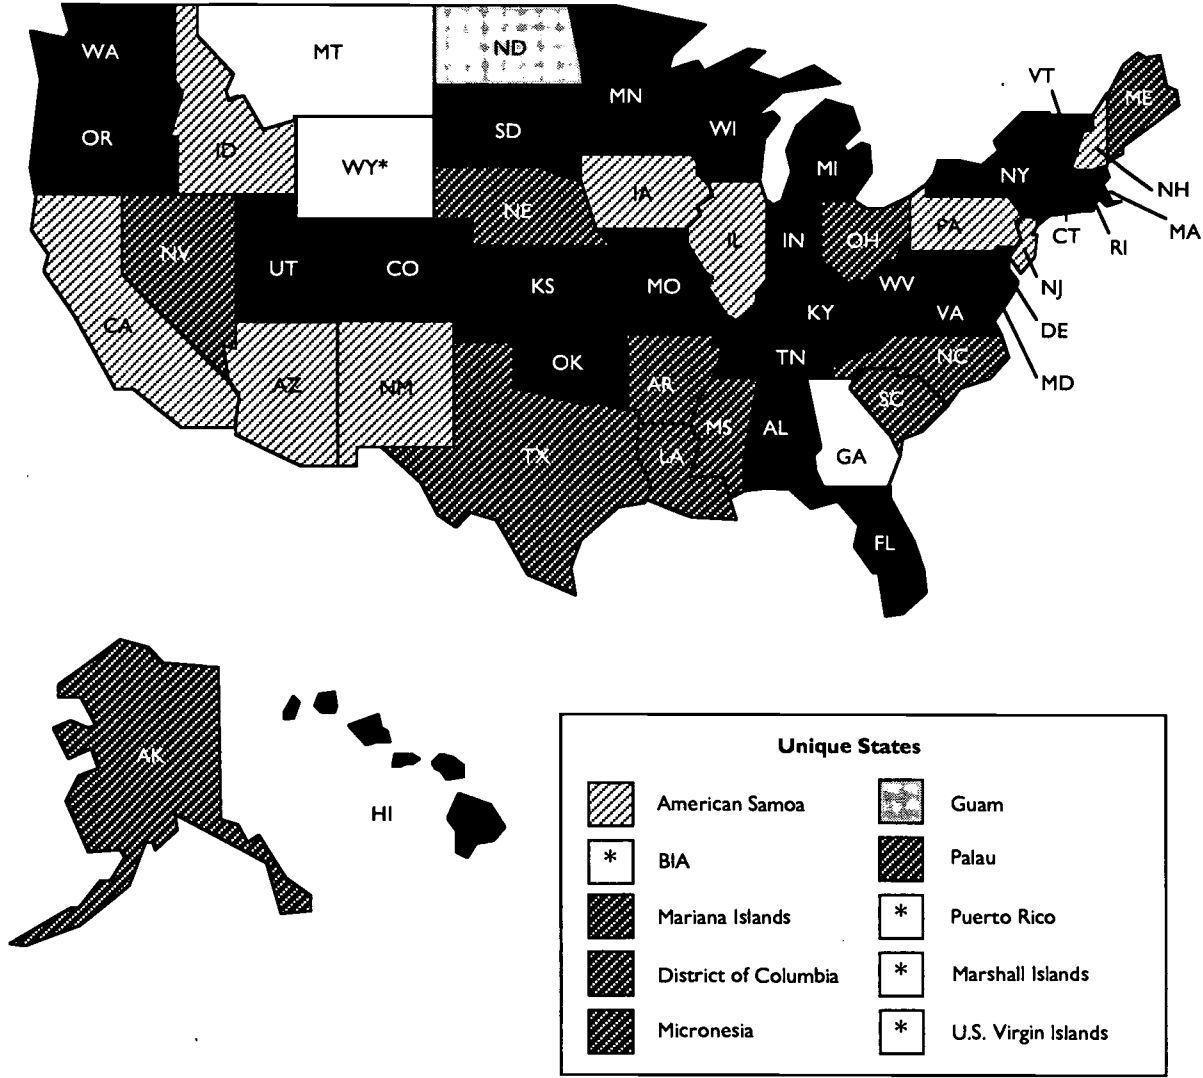 WA
MT
ND
MN
VT
ME
OR
ID
WY*
SD
WI
MI
NY
NH
MA
NE
IA
IL
IN
OH
PA
CT
RI
NV
UT
CO
KS
MO
WV
NJ
CA
KY
VA
DE
AZ
NM
OK
AR
TN
NC
MD
SC
TX
LA
MS
AL
GA
FL
AK
HI
Unique States
American Samoa
* BIA
Mariana Islands
District of Columbia
Micronesia
Guam
Palau
* Puerto Rico
* Marshall Islands
* U.S. Virgin Islands